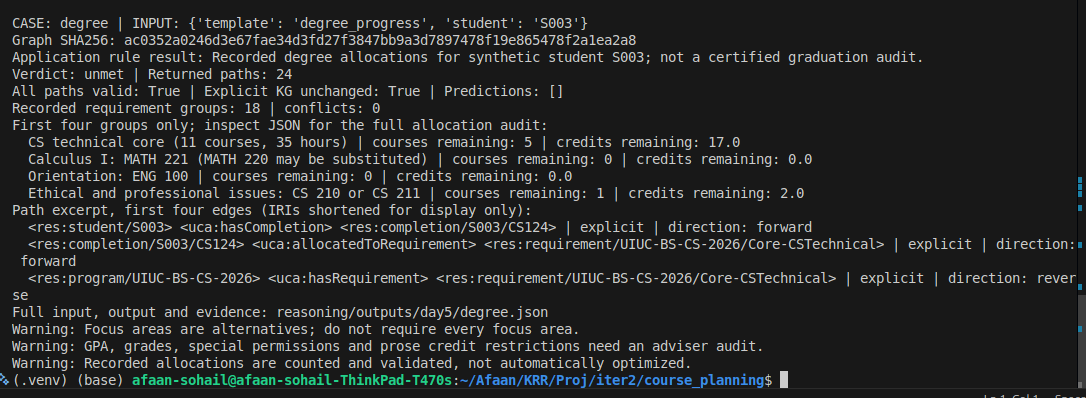 CASE: degree | INPUT: {'template': 'degree_progress', 'student': 'S003'}
Graph SHA256: ac0352a0246d3e67fae34d3fd27f3847bb9a3d7897478f19e865478f2a1ea2a8
Application rule result: Recorded degree allocations for synthetic student S003; not a certified graduation audit.
Verdict: unmet | Returned paths: 24
All paths valid: True | Explicit KG unchanged: True | Predictions: []
Recorded requirement groups: 18 | conflicts: 0
First four groups only; inspect JSON for the full allocation audit:
  CS technical core (11 courses, 35 hours) | courses remaining: 5 | credits remaining: 17.0
  Calculus I: MATH 221 (MATH 220 may be substituted) | courses remaining: 0 | credits remaining: 0.0
  Orientation: ENG 100 | courses remaining: 0 | credits remaining: 0.0
  Ethical and professional issues: CS 210 or CS 211 | courses remaining: 1 | credits remaining: 2.0
Path excerpt, first four edges (IRIs shortened for display only):
  <res:student/S003> <uca:hasCompletion> <res:completion/S003/CS124> | explicit | direction: forward
  <res:completion/S003/CS124> <uca:allocatedToRequirement> <res:requirement/UIUC-BS-CS-2026/Core-CSTechnical> | explicit | direction:
 forward
  <res:program/UIUC-BS-CS-2026> <uca:hasRequirement> <res:requirement/UIUC-BS-CS-2026/Core-CSTechnical> | explicit | direction: rever
se
Full input, output and evidence: reasoning/outputs/day5/degree.json
Warning: Focus areas are alternatives; do not require every focus area.
Warning: GPA, grades, special permissions and prose credit restrictions need an adviser audit.
Warning: Recorded allocations are counted and validated, not automatically optimized.
(.venv) (base) afaan-sohail@afaan-sohail-ThinkPad-T470s:~/Afaan/KRR/Proj/iter2/course_planning$